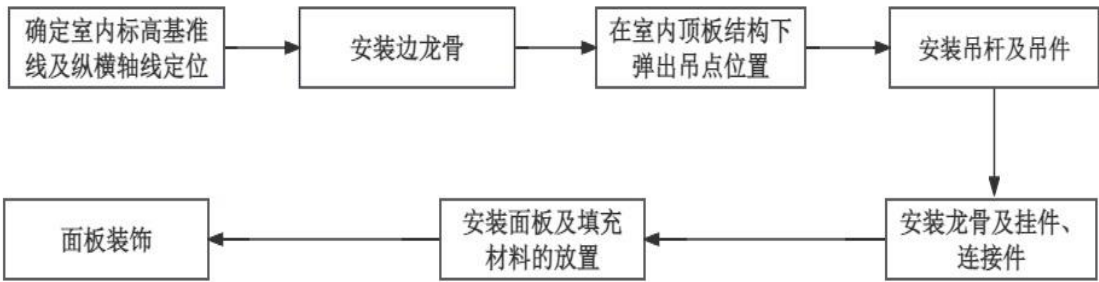 确定室内标高基准
线及纵横轴线定位
安装边龙骨
在室内顶板结构下
弹出吊点位置
安装吊杆及吊件
安装龙骨及挂件、
连接件
安装面板及填充
材料的放置
面板装饰